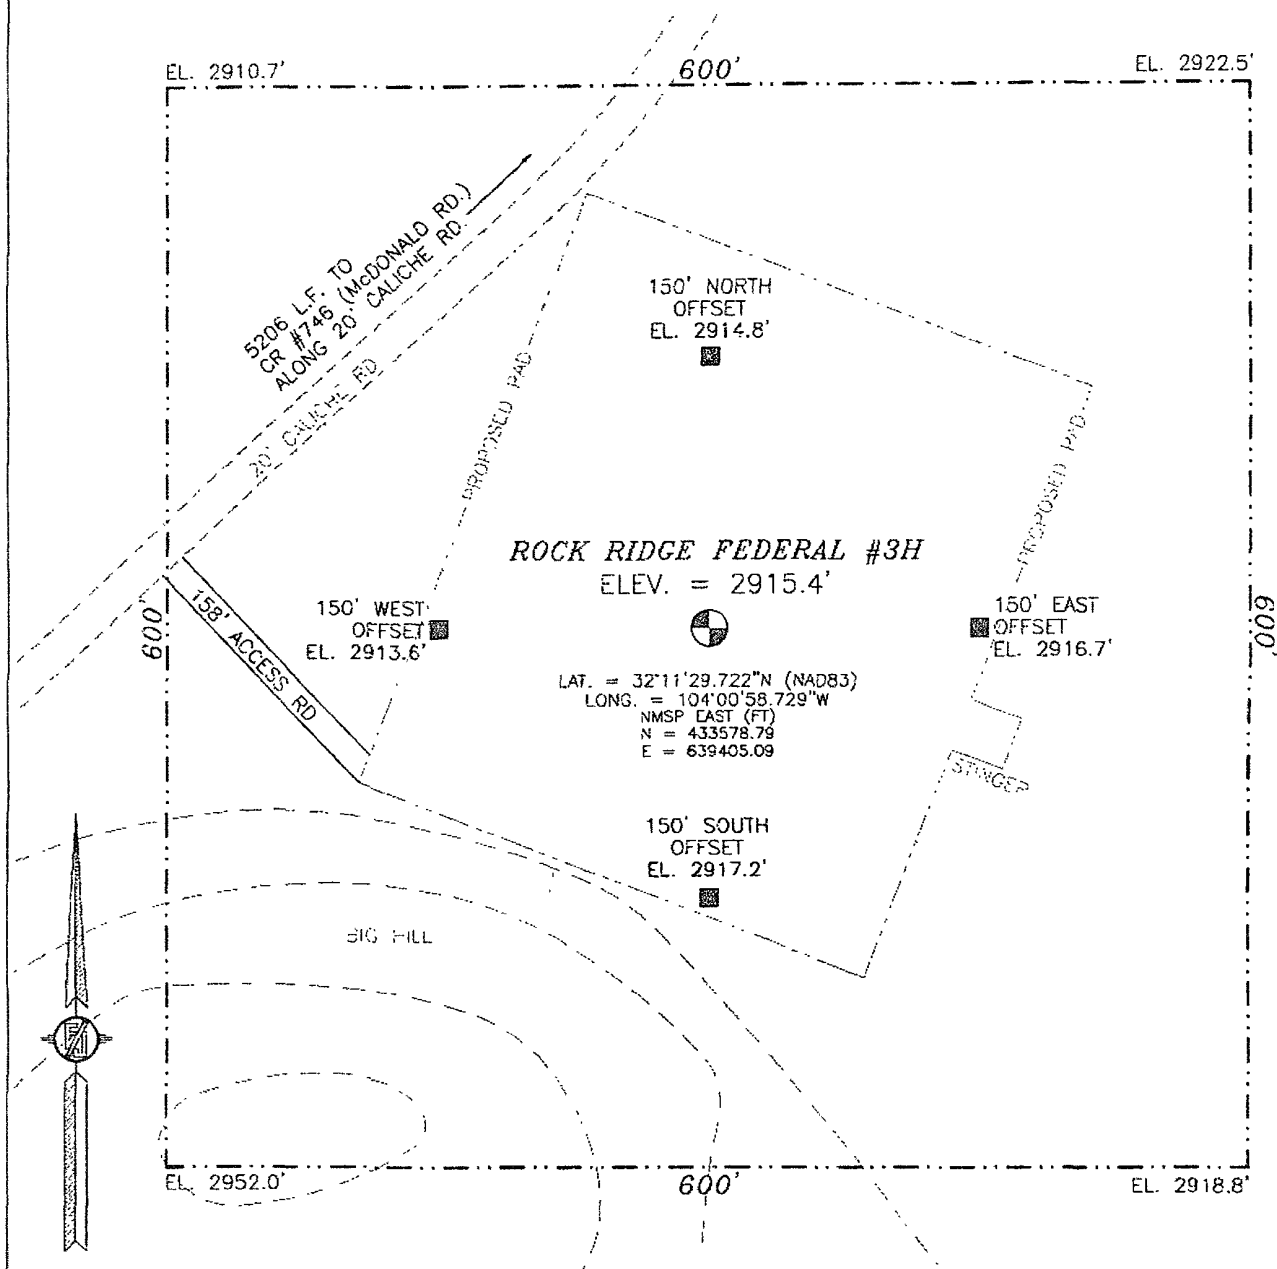 EL. 2910.7'
600'
EL. 2922.5'
5206 L.F. TO
CR #746 (McDONALD RD.)
ALONG 20' CALICHE RD.
20' CALICHE RD
PROPOSED PAD
150' NORTH
OFFSET
EL. 2914.8'
PROPOSED PAD
ROCK RIDGE FEDERAL #3H
ELEV. = 2915.4'
600'
158' ACCESS RD
150' WEST
OFFSET
EL. 2913.6'
150' EAST
OFFSET
EL. 2916.7'
600'
LAT. = 32°11'29.722"N (NAD83)
LONG. = 104°00'58.729"W
NMSP EAST (FT)
N = 433578.79
E = 639405.09
STINGER
150' SOUTH
OFFSET
EL. 2917.2'
BIG HILL
EL. 2952.0'
600'
EL. 2918.8'